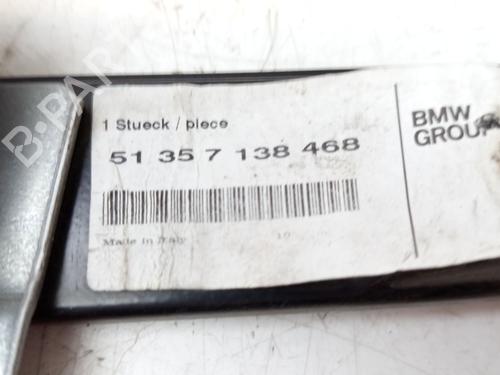 B-PARTS
1 Stueck / piece
51 35 7 138 468
Made in Italy
BMW
GROUP